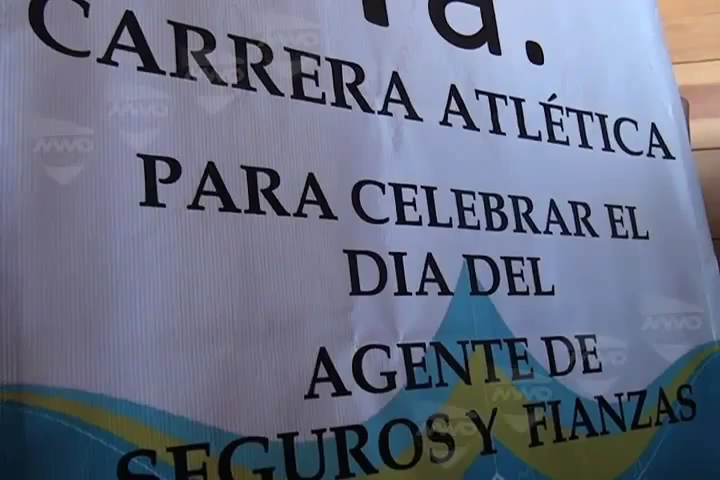 CARRERA ATLÉTICA
PARA CELEBRAR EL
DIA DEL
AGENTE DE
SEGUROS Y FIANZAS